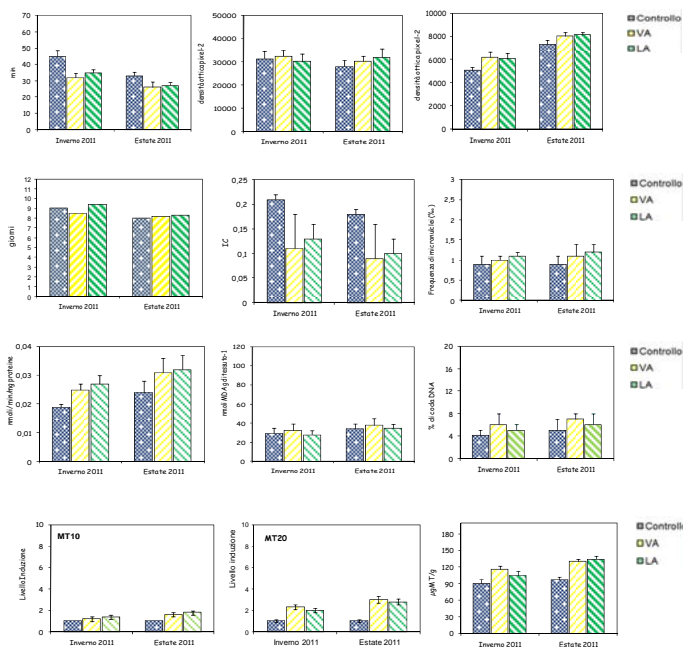 70
60
50
40
30
20
10
0
min
Inverno 2011
Estate 2011
50000
40000
30000
20000
10000
0
densità ottica pixel-2
Inverno 2011
Estate 2011
10000
8000
6000
4000
2000
0
densità ottica pixel-2
Inverno 2011
Estate 2011
Controllo
VA
LA
12
11
10
9
8
7
6
5
4
3
2
1
0
giorni
Inverno 2011
Estate 2011
0,25
0,2
0,15
0,1
0,05
0
IC
Inverno 2011
Estate 2011
3
2,5
2
1,5
1
0,5
0
Frequenza di micronuclei (‰)
Inverno 2011
Estate 2011
Controllo
VA
LA
0,04
0,03
0,02
0,01
0
nmoli/min/mg proteine
Inverno 2011
Estate 2011
120
100
80
60
40
20
0
nmoli MDA g di tessuto-1
Inverno 2011
Estate 2011
20
16
12
8
4
0
% di coda DNA
Inverno 2011
Estate 2011
Controllo
VA
LA
10
8
6
4
2
0
Livello Induzione
MT10
Inverno 2011
Estate 2011
10
8
6
4
2
0
Livello induzione
MT20
Inverno 2011
Estate 2011
180
150
120
90
60
30
0
µg MT/g
Inverno 2011
Estate 2011
Controllo
VA
LA